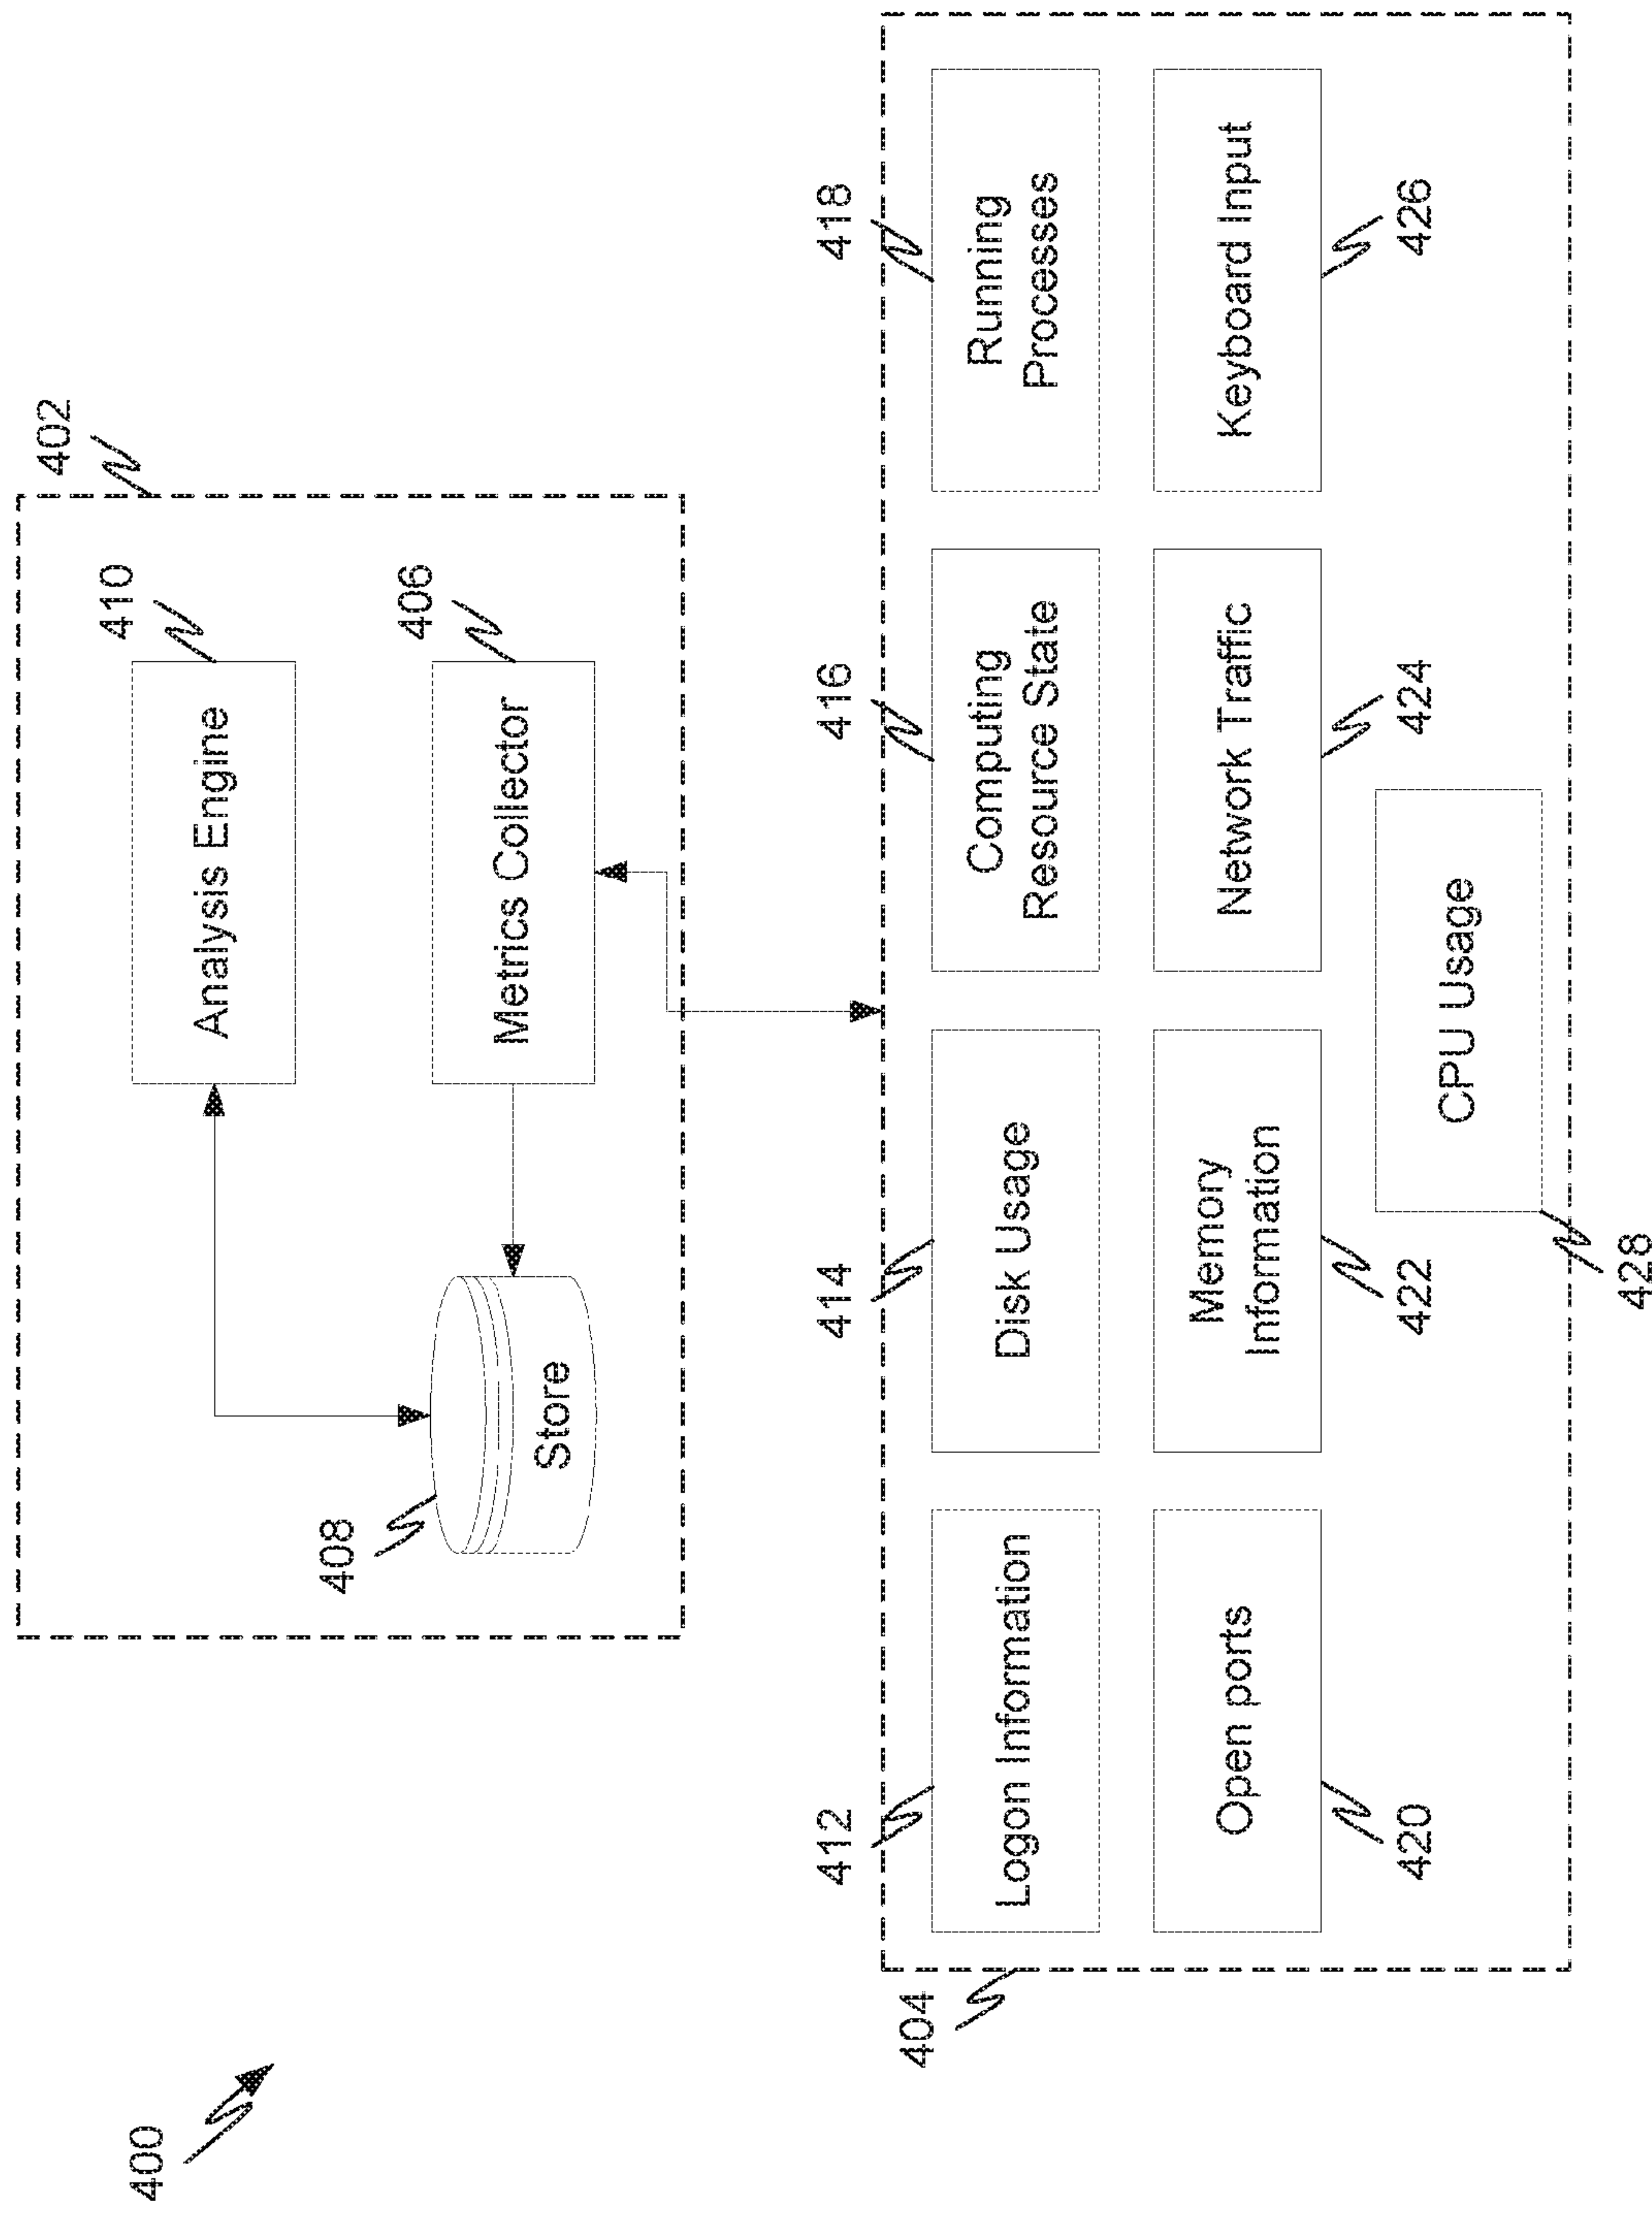 400
402
410
Analysis Engine
408
Store
406
Metrics Collector
404
412
Logon Information
414
Disk Usage
416
Computing
Resource State
418
Running
Processes
Open ports
420
Memory
Information
422
Network Traffic
424
Keyboard Input
426
CPU Usage
428